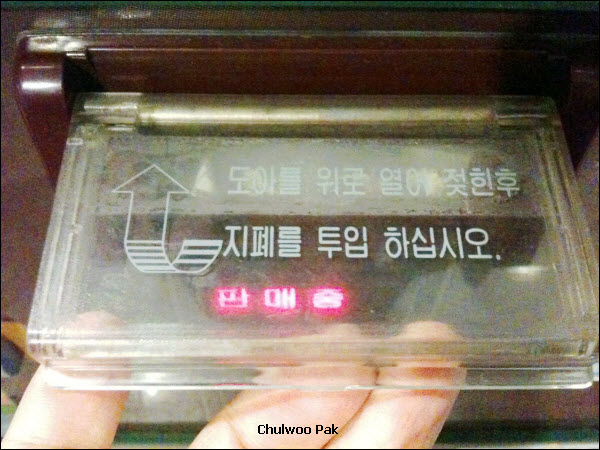 도아를 위로 열어 젖힌후
지폐를 투입 하십시오.
판매중
Chulwoo Pak